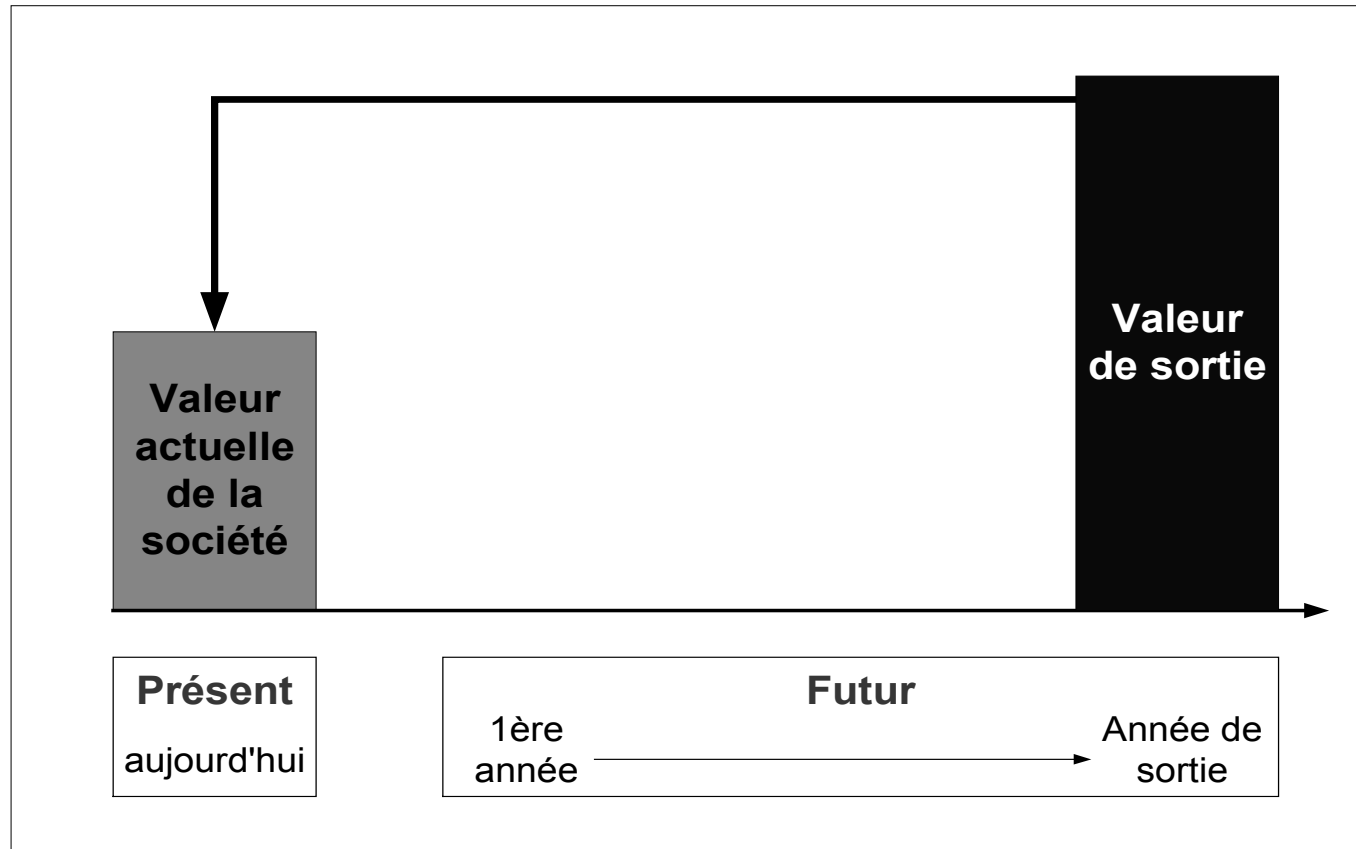 Valeur
de sortie
Valeur
actuelle
de la
société
Présent
aujourd'hui
Futur
1ère
année
Année de
sortie